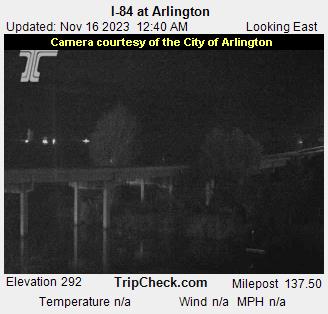 I-84 at Arlington
Updated: Nov 16 2023 12:40 AM Looking East
Camera courtesy of the City of Arlington
Elevation 292 TripCheck.com Milepost 137.50
Temperature n/a Wind n/a MPH n/a